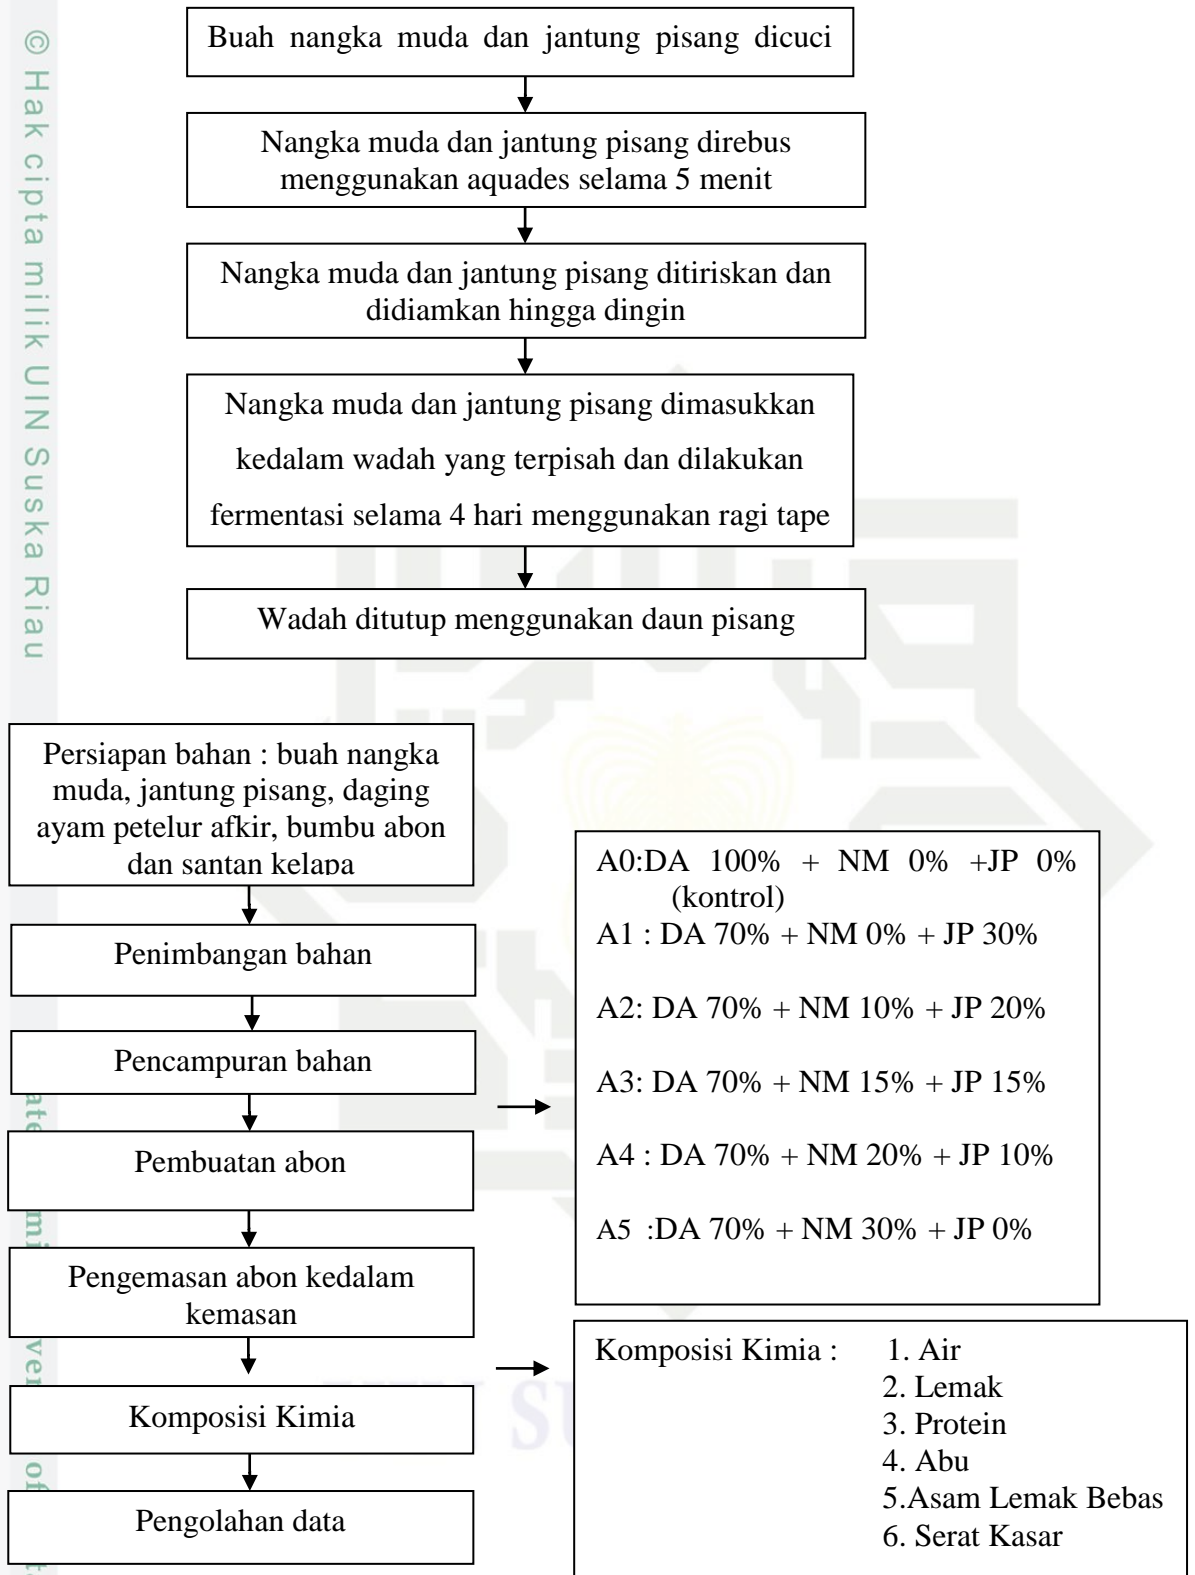 © Hak cipta milik UIN Suska Riau
Buah nangka muda dan jantung pisang dicuci
Nangka muda dan jantung pisang direbus
menggunakan aquades selama 5 menit
Nangka muda dan jantung pisang ditiriskan dan
didiamkan hingga dingin
Nangka muda dan jantung pisang dimasukkan
kedalam wadah yang terpisah dan dilakukan
fermentasi selama 4 hari menggunakan ragi tape
Wadah ditutup menggunakan daun pisang
Persiapan bahan : buah nangka
muda, jantung pisang, daging
ayam petelur afkir, bumbu abon
dan santan kelapa
Penimbangan bahan
Pencampuran bahan
Pembuatan abon
Pengemasan abon kedalam
kemasan
Komposisi Kimia
Pengolahan data
A0:DA 100% + NM 0% +JP 0%
(kontrol)
A1 : DA 70% + NM 0% + JP 30%
A2: DA 70% + NM 10% + JP 20%
A3: DA 70% + NM 15% + JP 15%
A4 : DA 70% + NM 20% + JP 10%
A5 :DA 70% + NM 30% + JP 0%
Komposisi Kimia : 1. Air
2. Lemak
3. Protein
4. Abu
5.Asam Lemak Bebas
6. Serat Kasar
of